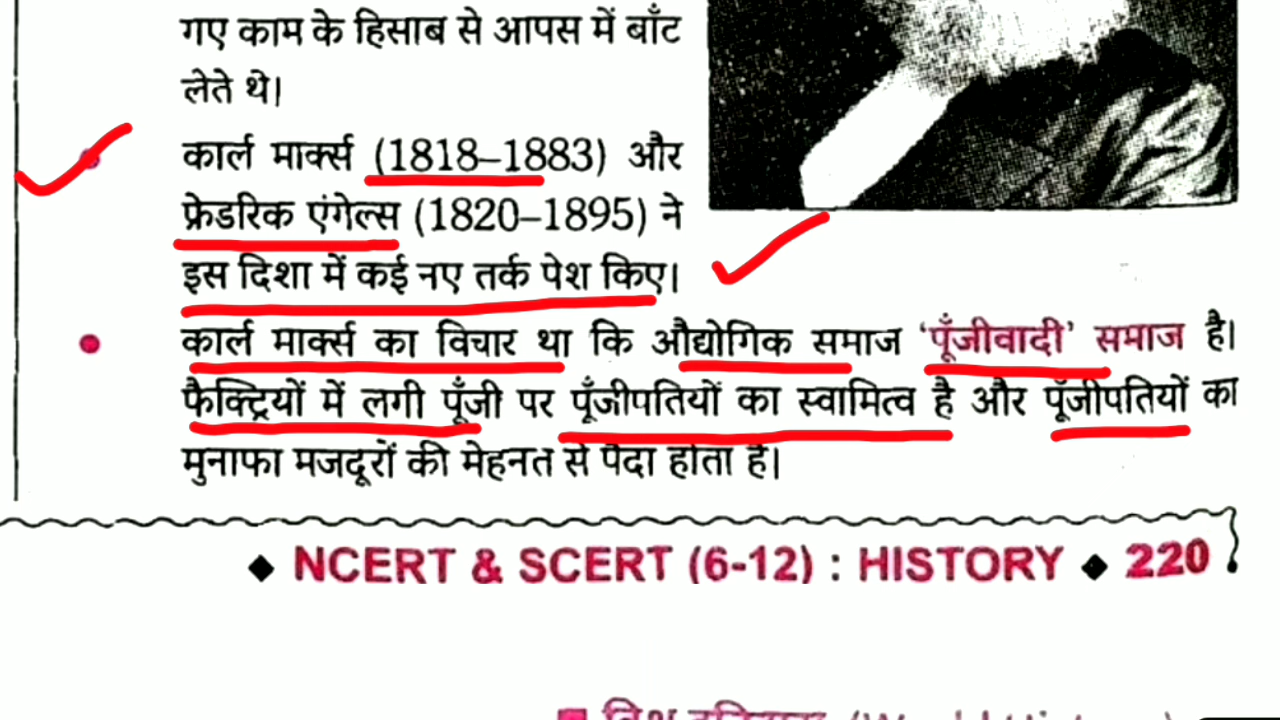 गए काम के हिसाब से आपस में बाँट
लेते थे।
कार्ल मार्क्स (1818–1883) और
फ्रेडरिक एंगेल्स (1820–1895) ने
इस दिशा में कई नए तर्क पेश किए।
कार्ल मार्क्स का विचार था कि औद्योगिक समाज ‘पूँजीवादी’ समाज है।
फैक्ट्रियों में लगी पूँजी पर पूँजीपतियों का स्वामित्व है और पूँजीपतियों का
मुनाफा मजदूरों की मेहनत से पैदा होता है।
◆ NCERT & SCERT (6-12) : HISTORY ◆ 220